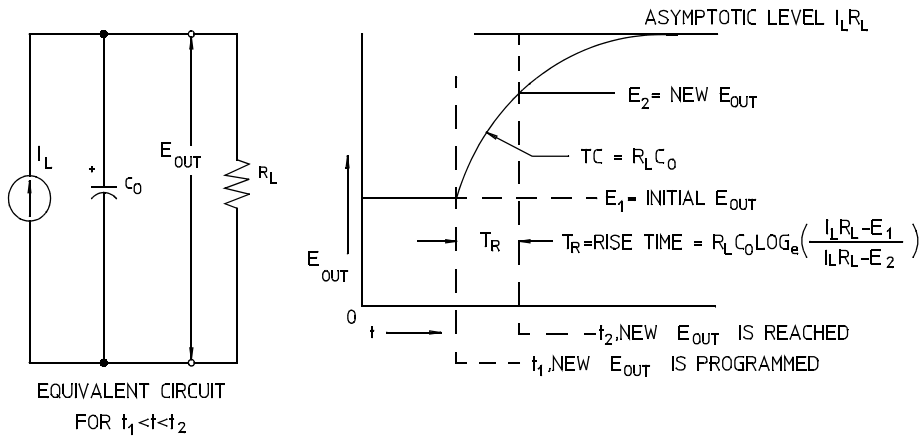 I_L
+
C_O
E_OUT
R_L
EQUIVALENT CIRCUIT
FOR t_1<t<t_2
ASYMPTOTIC LEVEL I_LR_L
E_2= NEW E_OUT
TC = R_LC_O
E_1= INITIAL E_OUT
T_R
T_R=RISE TIME = R_LC_OLOG_e(I_LR_L-E_1/I_LR_L-E_2)
E_OUT
O
t
t_2,NEW E_OUT IS REACHED
t_1,NEW E_OUT IS PROGRAMMED